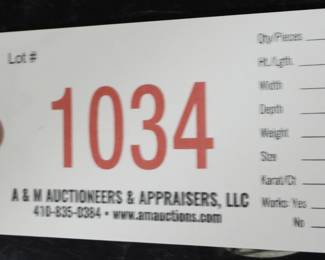 Lot #
1034
A & M AUCTIONEERS & APPRAISERS, LLC
410-835-0384 • www.amauctions.com
Qty/Pieces
Ht./Lgth.
Width
Depth
Weight
Size
Karat/Ct
Works: Yes
No